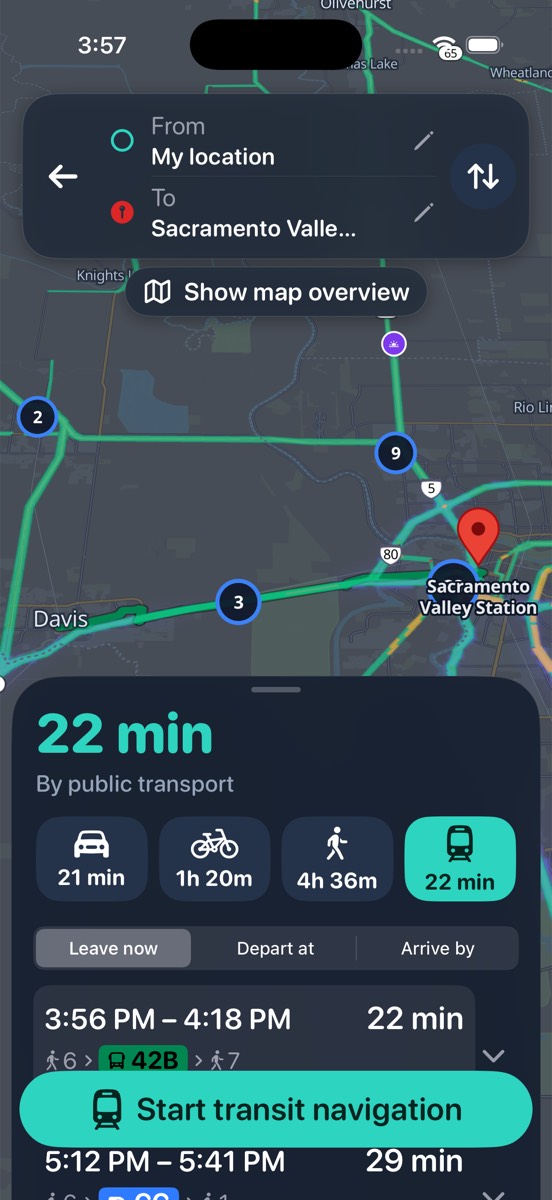 Olivehurst
3:57
65
as Lake
Wheatland
From
My location
To
Sacramento Valle...
Knights
Show map overview
2
Rio Li
9
5
80
Sacramento
Valley Station
3
Davis
22 min
By public transport
21 min
1h 20m
4h 36m
22 min
Leave now
Depart at
Arrive by
3:56 PM – 4:18 PM
22 min
6 > 42B > 7
Start transit navigation
5:12 PM – 5:41 PM
29 min